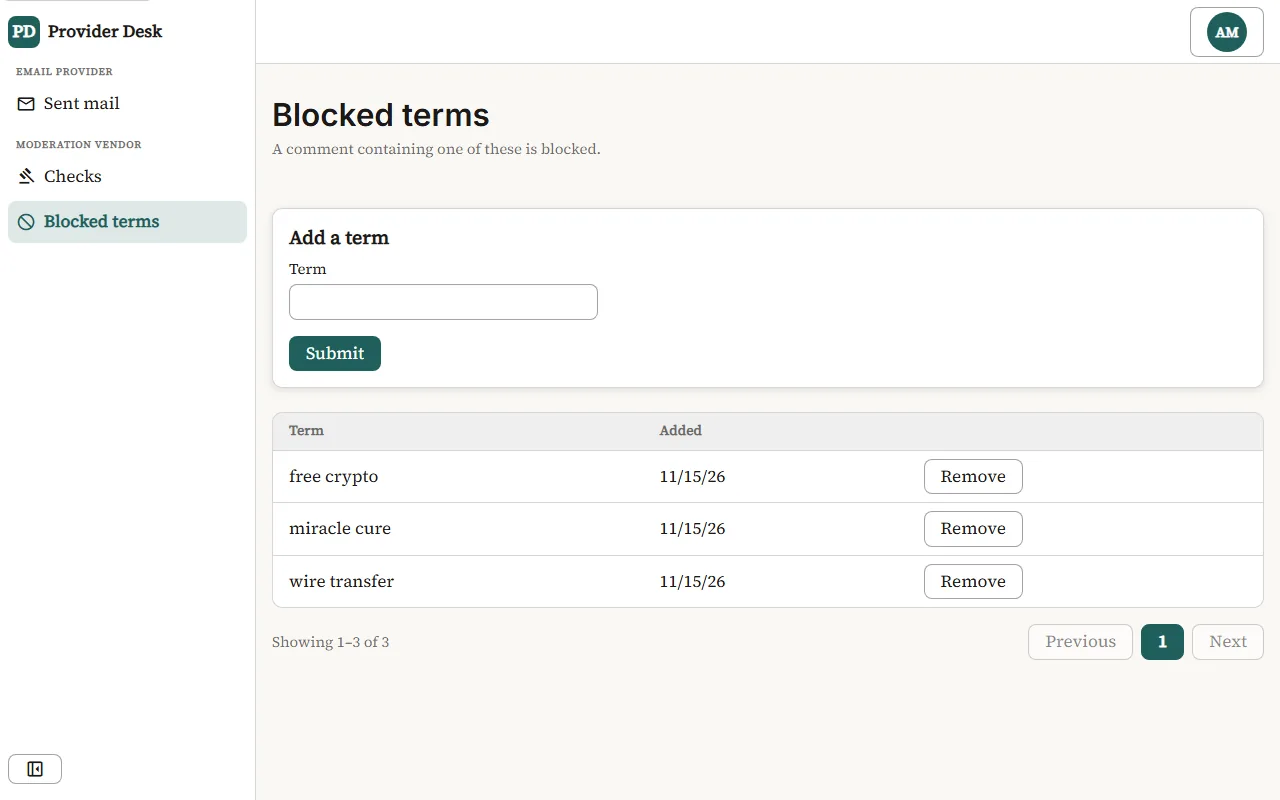 PD Provider Desk
EMAIL PROVIDER
Sent mail
MODERATION VENDOR
Checks
Blocked terms
AM
Blocked terms
A comment containing one of these is blocked.
Add a term
Term
Submit
Term Added
free crypto 11/15/26 Remove
miracle cure 11/15/26 Remove
wire transfer 11/15/26 Remove
Showing 1–3 of 3 Previous 1 Next